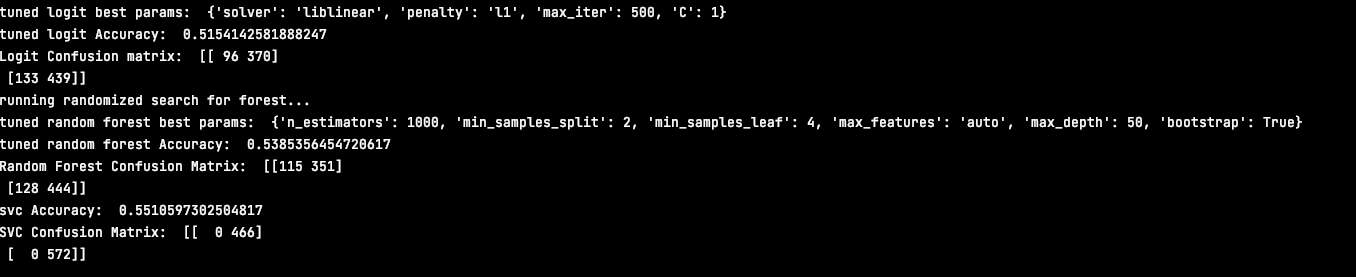 tuned logit best params:  {'solver': 'liblinear', 'penalty': 'l1', 'max_iter': 500, 'C': 1}
tuned logit Accuracy:  0.5154142581888247
Logit Confusion matrix:  [[ 96 370]
 [133 439]]
running randomized search for forest...
tuned random forest best params:  {'n_estimators': 1000, 'min_samples_split': 2, 'min_samples_leaf': 4, 'max_features': 'auto', 'max_depth': 50, 'bootstrap': True}
tuned random forest Accuracy:  0.5385356454720617
Random Forest Confusion Matrix:  [[115 351]
 [128 444]]
svc Accuracy:  0.5510597302504817
SVC Confusion Matrix:  [[  0 466]
 [  0 572]]